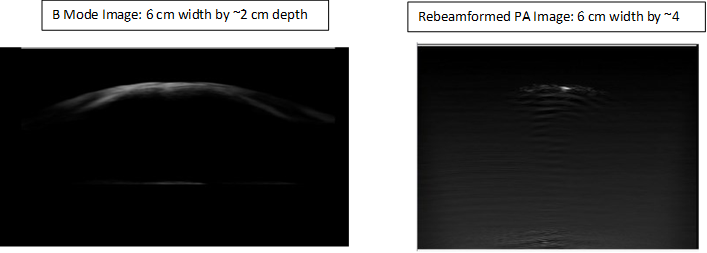 B Mode Image: 6 cm width by ~2 cm depth
Rebeamformed PA Image: 6 cm width by ~4